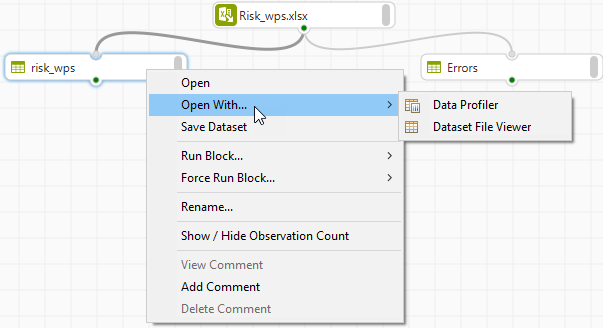 Risk_wps.xlsx
risk_wps
Errors
Open
Open With...
Data Profiler
Save Dataset
Dataset File Viewer
Run Block...
Force Run Block...
Rename...
Show / Hide Observation Count
View Comment
Add Comment
Delete Comment